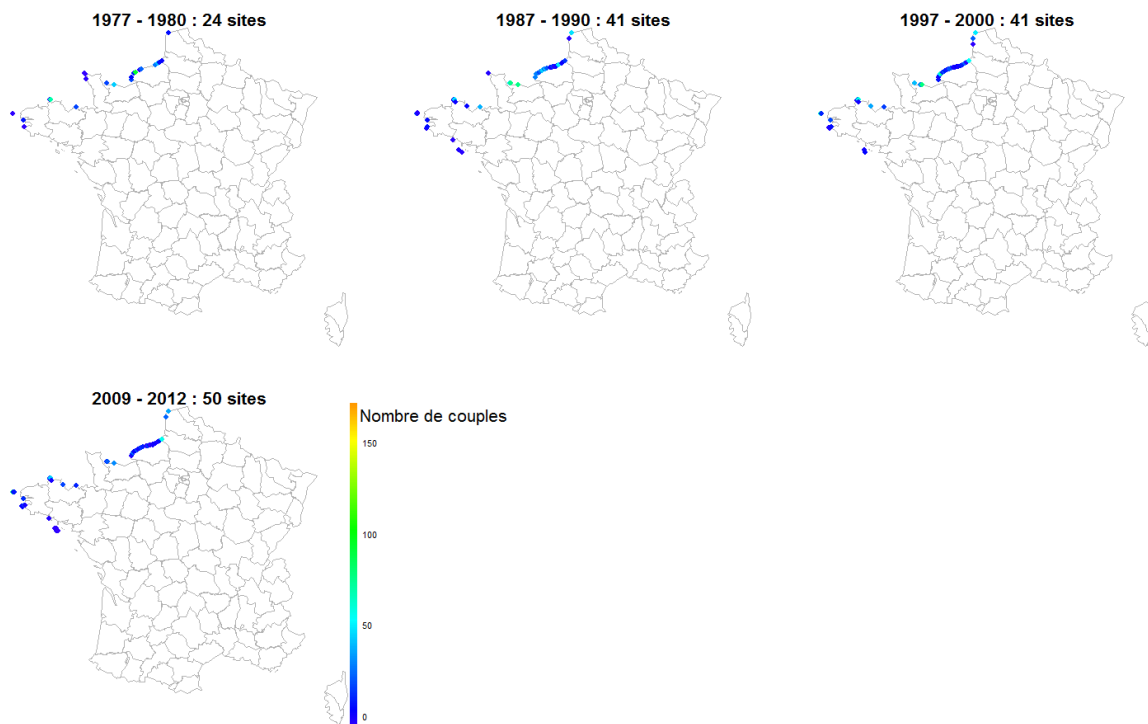 1977 - 1980 : 24 sites
1987 - 1990 : 41 sites
1997 - 2000 : 41 sites
2009 - 2012 : 50 sites
Nombre de couples
150
100
50
0